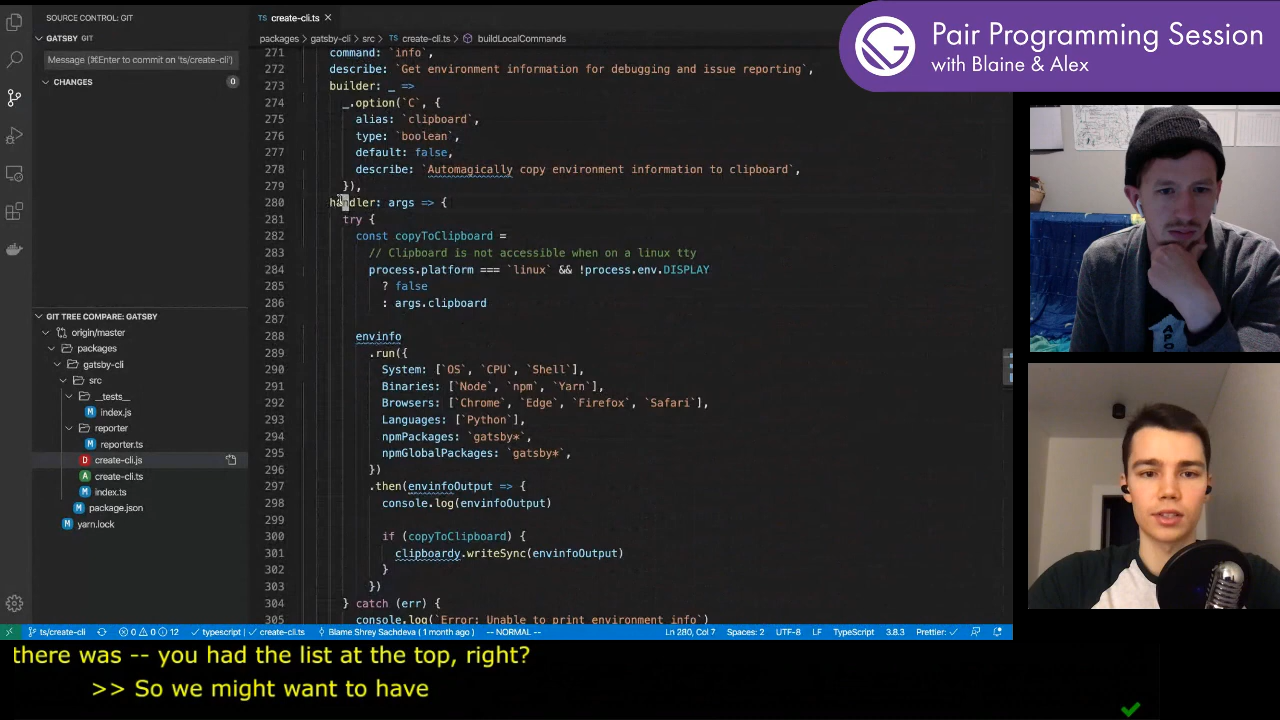 SOURCE CONTROL: GIT
GATSBY GIT
Message (⌘Enter to commit on 'ts/create-cli')
CHANGES
0
GIT TREE COMPARE: GATSBY
origin/master
packages
gatsby-cli
src
__tests__
M index.js
reporter
M reporter.ts
D create-cli.js
A create-cli.ts
M index.ts
M package.json
M yarn.lock
TS create-cli.ts ×
packages > gatsby-cli > src > TS create-cli.ts > buildLocalCommands
271 command: `info`,
272 describe: `Get environment information for debugging and issue reporting`,
273 builder: _ =>
274 _.option(`C`, {
275 alias: `clipboard`,
276 type: `boolean`,
277 default: false,
278 describe: `Automagically copy environment information to clipboard`,
279 }),
280 handler: args => {
281 try {
282 const copyToClipboard =
283 // Clipboard is not accessible when on a linux tty
284 process.platform === `linux` && !process.env.DISPLAY
285 ? false
286 : args.clipboard
287
288 envinfo
289 .run({
290 System: [`OS`, `CPU`, `Shell`],
291 Binaries: [`Node`, `npm`, `Yarn`],
292 Browsers: [`Chrome`, `Edge`, `Firefox`, `Safari`],
293 Languages: [`Python`],
294 npmPackages: `gatsby*`,
295 npmGlobalPackages: `gatsby*`,
296 })
297 .then(envinfoOutput => {
298 console.log(envinfoOutput)
299
300 if (copyToClipboard) {
301 clipboardy.writeSync(envinfoOutput)
302 }
303 })
304 } catch (err) {
305 console.log(`Error: Unable to print environment info`)
Pair Programming Session
with Blaine & Alex
ts/create-cli 0 0 12 typescript | ✓ create-cli.ts Blame Shrey Sachdeva ( 1 month ago ) -- NORMAL -- Ln 280, Col 7 Spaces: 2 UTF-8 LF TypeScript 3.8.3 Prettier: ✓
there was -- you had the list at the top, right?
>> So we might want to have